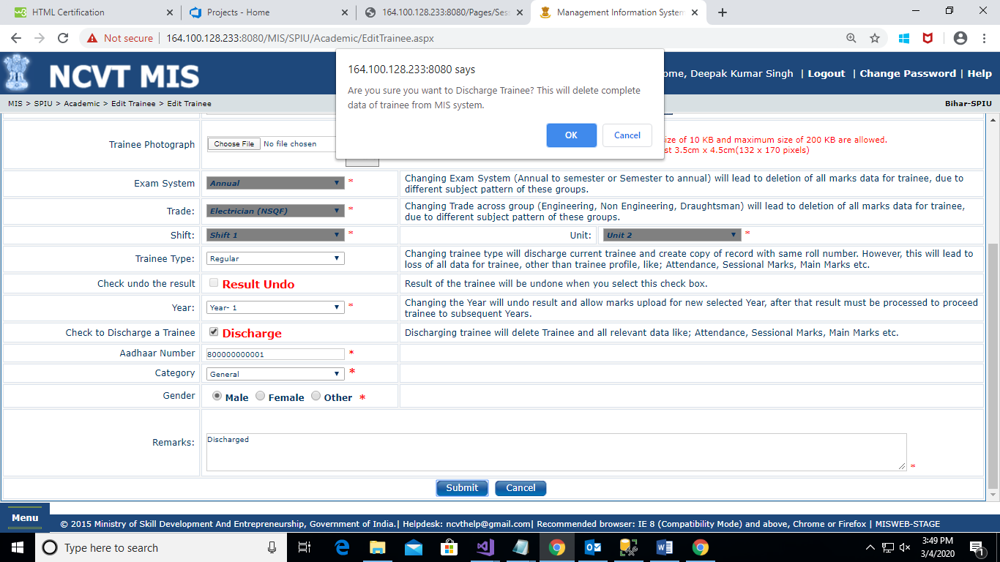 HTML Certification
Projects - Home
164.100.128.233:8080/Pages/Ses
Management Information System
Not secure | 164.100.128.233:8080/MIS/SPIU/Academic/EditTrainee.aspx
NCVT MIS
ome, Deepak Kumar Singh | Logout | Change Password | Help
MIS > SPIU > Academic > Edit Trainee > Edit Trainee
Bihar-SPIU
164.100.128.233:8080 says
Are you sure you want to Discharge Trainee? This will delete complete
data of trainee from MIS system.
OK
Cancel
Trainee Photograph
Choose File No file chosen
size of 10 KB and maximum size of 200 KB are allowed.
st 3.5cm x 4.5cm(132 x 170 pixels)
Exam System
Annual
*
Changing Exam System (Annual to semester or Semester to annual) will lead to deletion of all marks data for trainee, due to
different subject pattern of these groups.
Trade:
Electrician (NSQF)
*
Changing Trade across group (Engineering, Non Engineering, Draughtsman) will lead to deletion of all marks data for trainee,
due to different subject pattern of these groups.
Shift:
Shift 1
*
Unit:
Unit 2
*
Trainee Type:
Regular
Changing trainee type will discharge current trainee and create copy of record with same roll number. However, this will lead to
loss of all data for trainee, other than trainee profile, like; Attendance, Sessional Marks, Main Marks etc.
Check undo the result
Result Undo
Result of the trainee will be undone when you select this check box.
Year:
Year- 1
*
Changing the Year will undo result and allow marks upload for new selected Year, after that result must be processed to proceed
trainee to subsequent Years.
Check to Discharge a Trainee
Discharge
Discharging trainee will delete Trainee and all relevant data like; Attendance, Sessional Marks, Main Marks etc.
Aadhaar Number
800000000001
*
Category
General
*
Gender
Male Female Other *
Remarks:
Discharged
*
Submit
Cancel
Menu
© 2015 Ministry of Skill Development And Entrepreneurship, Government of India.| Helpdesk: ncvthelp@gmail.com| Recommended browser: IE 8 (Compatibility Mode) and above, Chrome or Firefox | MISWEB-STAGE
Type here to search
3:49 PM
3/4/2020
1